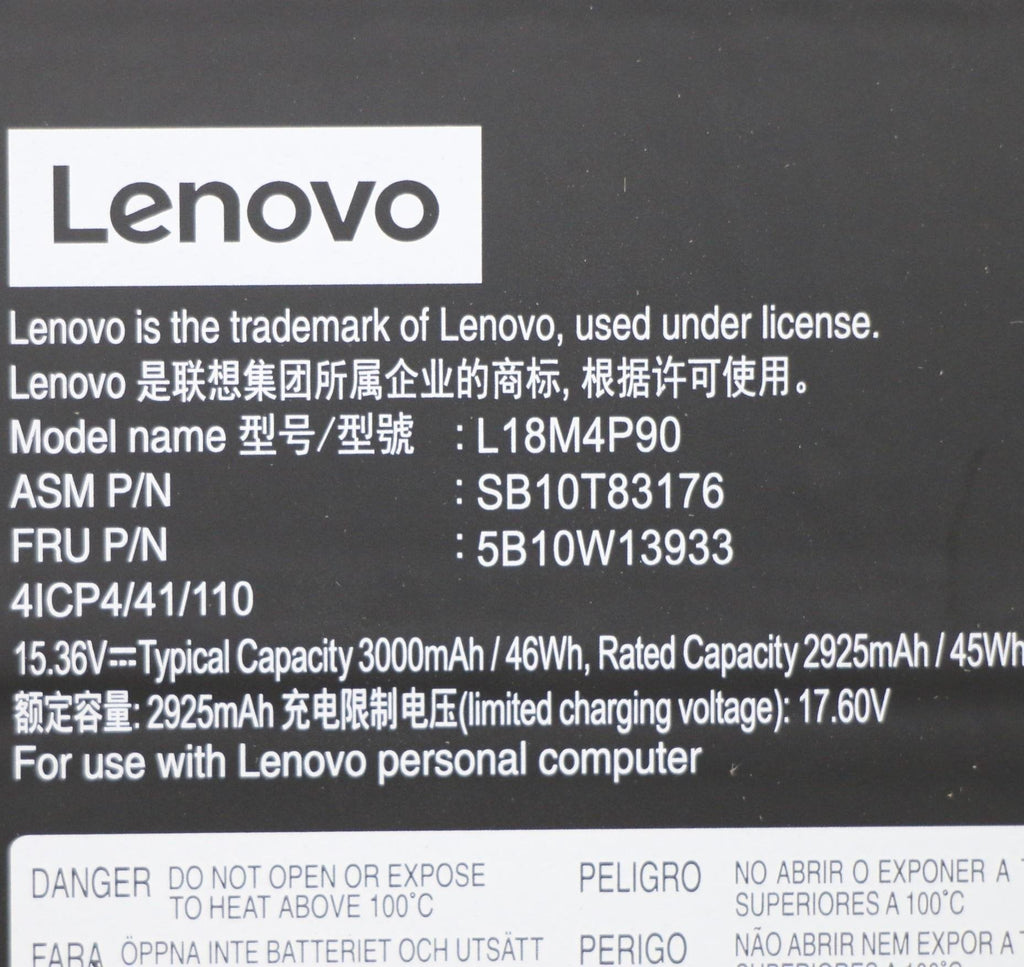 Lenovo
Lenovo is the trademark of Lenovo, used under license.
Lenovo 是联想集团所属企业的商标, 根据许可使用。
Model name 型号/型號 : L18M4P90
ASM P/N : SB10T83176
FRU P/N : 5B10W13933
4ICP4/41/110
15.36V⎓Typical Capacity 3000mAh / 46Wh, Rated Capacity 2925mAh / 45Wh
额定容量: 2925mAh 充电限制电压(limited charging voltage): 17.60V
For use with Lenovo personal computer
DANGER DO NOT OPEN OR EXPOSE
TO HEAT ABOVE 100°C
PELIGRO NO ABRIR O EXPONER A
SUPERIORES A 100°C
FARA ÖPPNA INTE BATTERIET OCH UTSÄTT
PERIGO NÃO ABRIR NEM EXPOR A